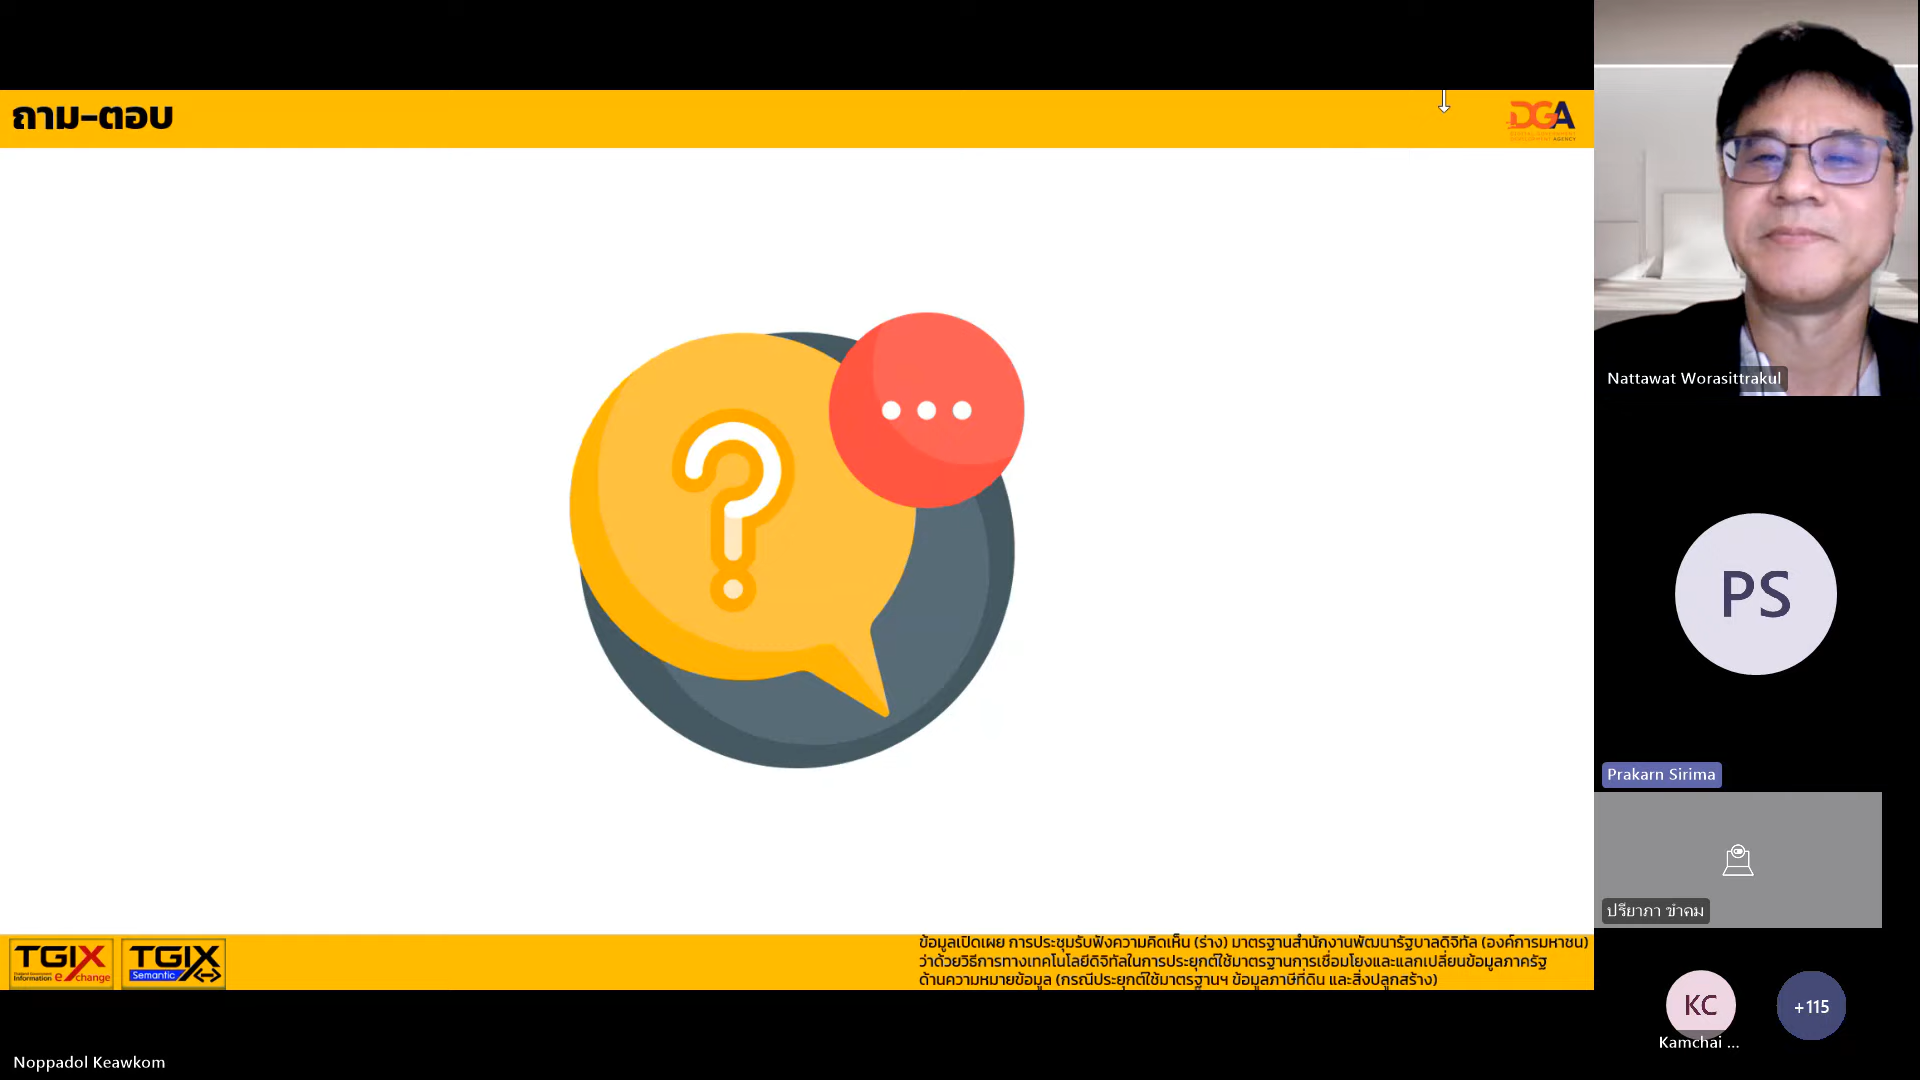 ถาม-ตอบ
DGA
AGENCY
Nattawat Worasittrakul
PS
Prakarn Sirima
ปรียาภา ขำคม
KC
+115
Kamchai ...
TGIX
Information exchange
TGIX
Semantic
ข้อมูลเปิดเผย การประชุมรับฟังความคิดเห็น (ร่าง) มาตรฐานสำนักงานพัฒนารัฐบาลดิจิทัล (องค์การมหาชน)
ว่าด้วยวิธีการทางเทคโนโลยีดิจิทัลในการประยุกต์ใช้มาตรฐานการเชื่อมโยงและแลกเปลี่ยนข้อมูลภาครัฐ
ด้านความหมายข้อมูล (กรณีประยุกต์ใช้มาตรฐานฯ ข้อมูลภาษีที่ดิน และสิ่งปลูกสร้าง)
Noppadol Keawkom